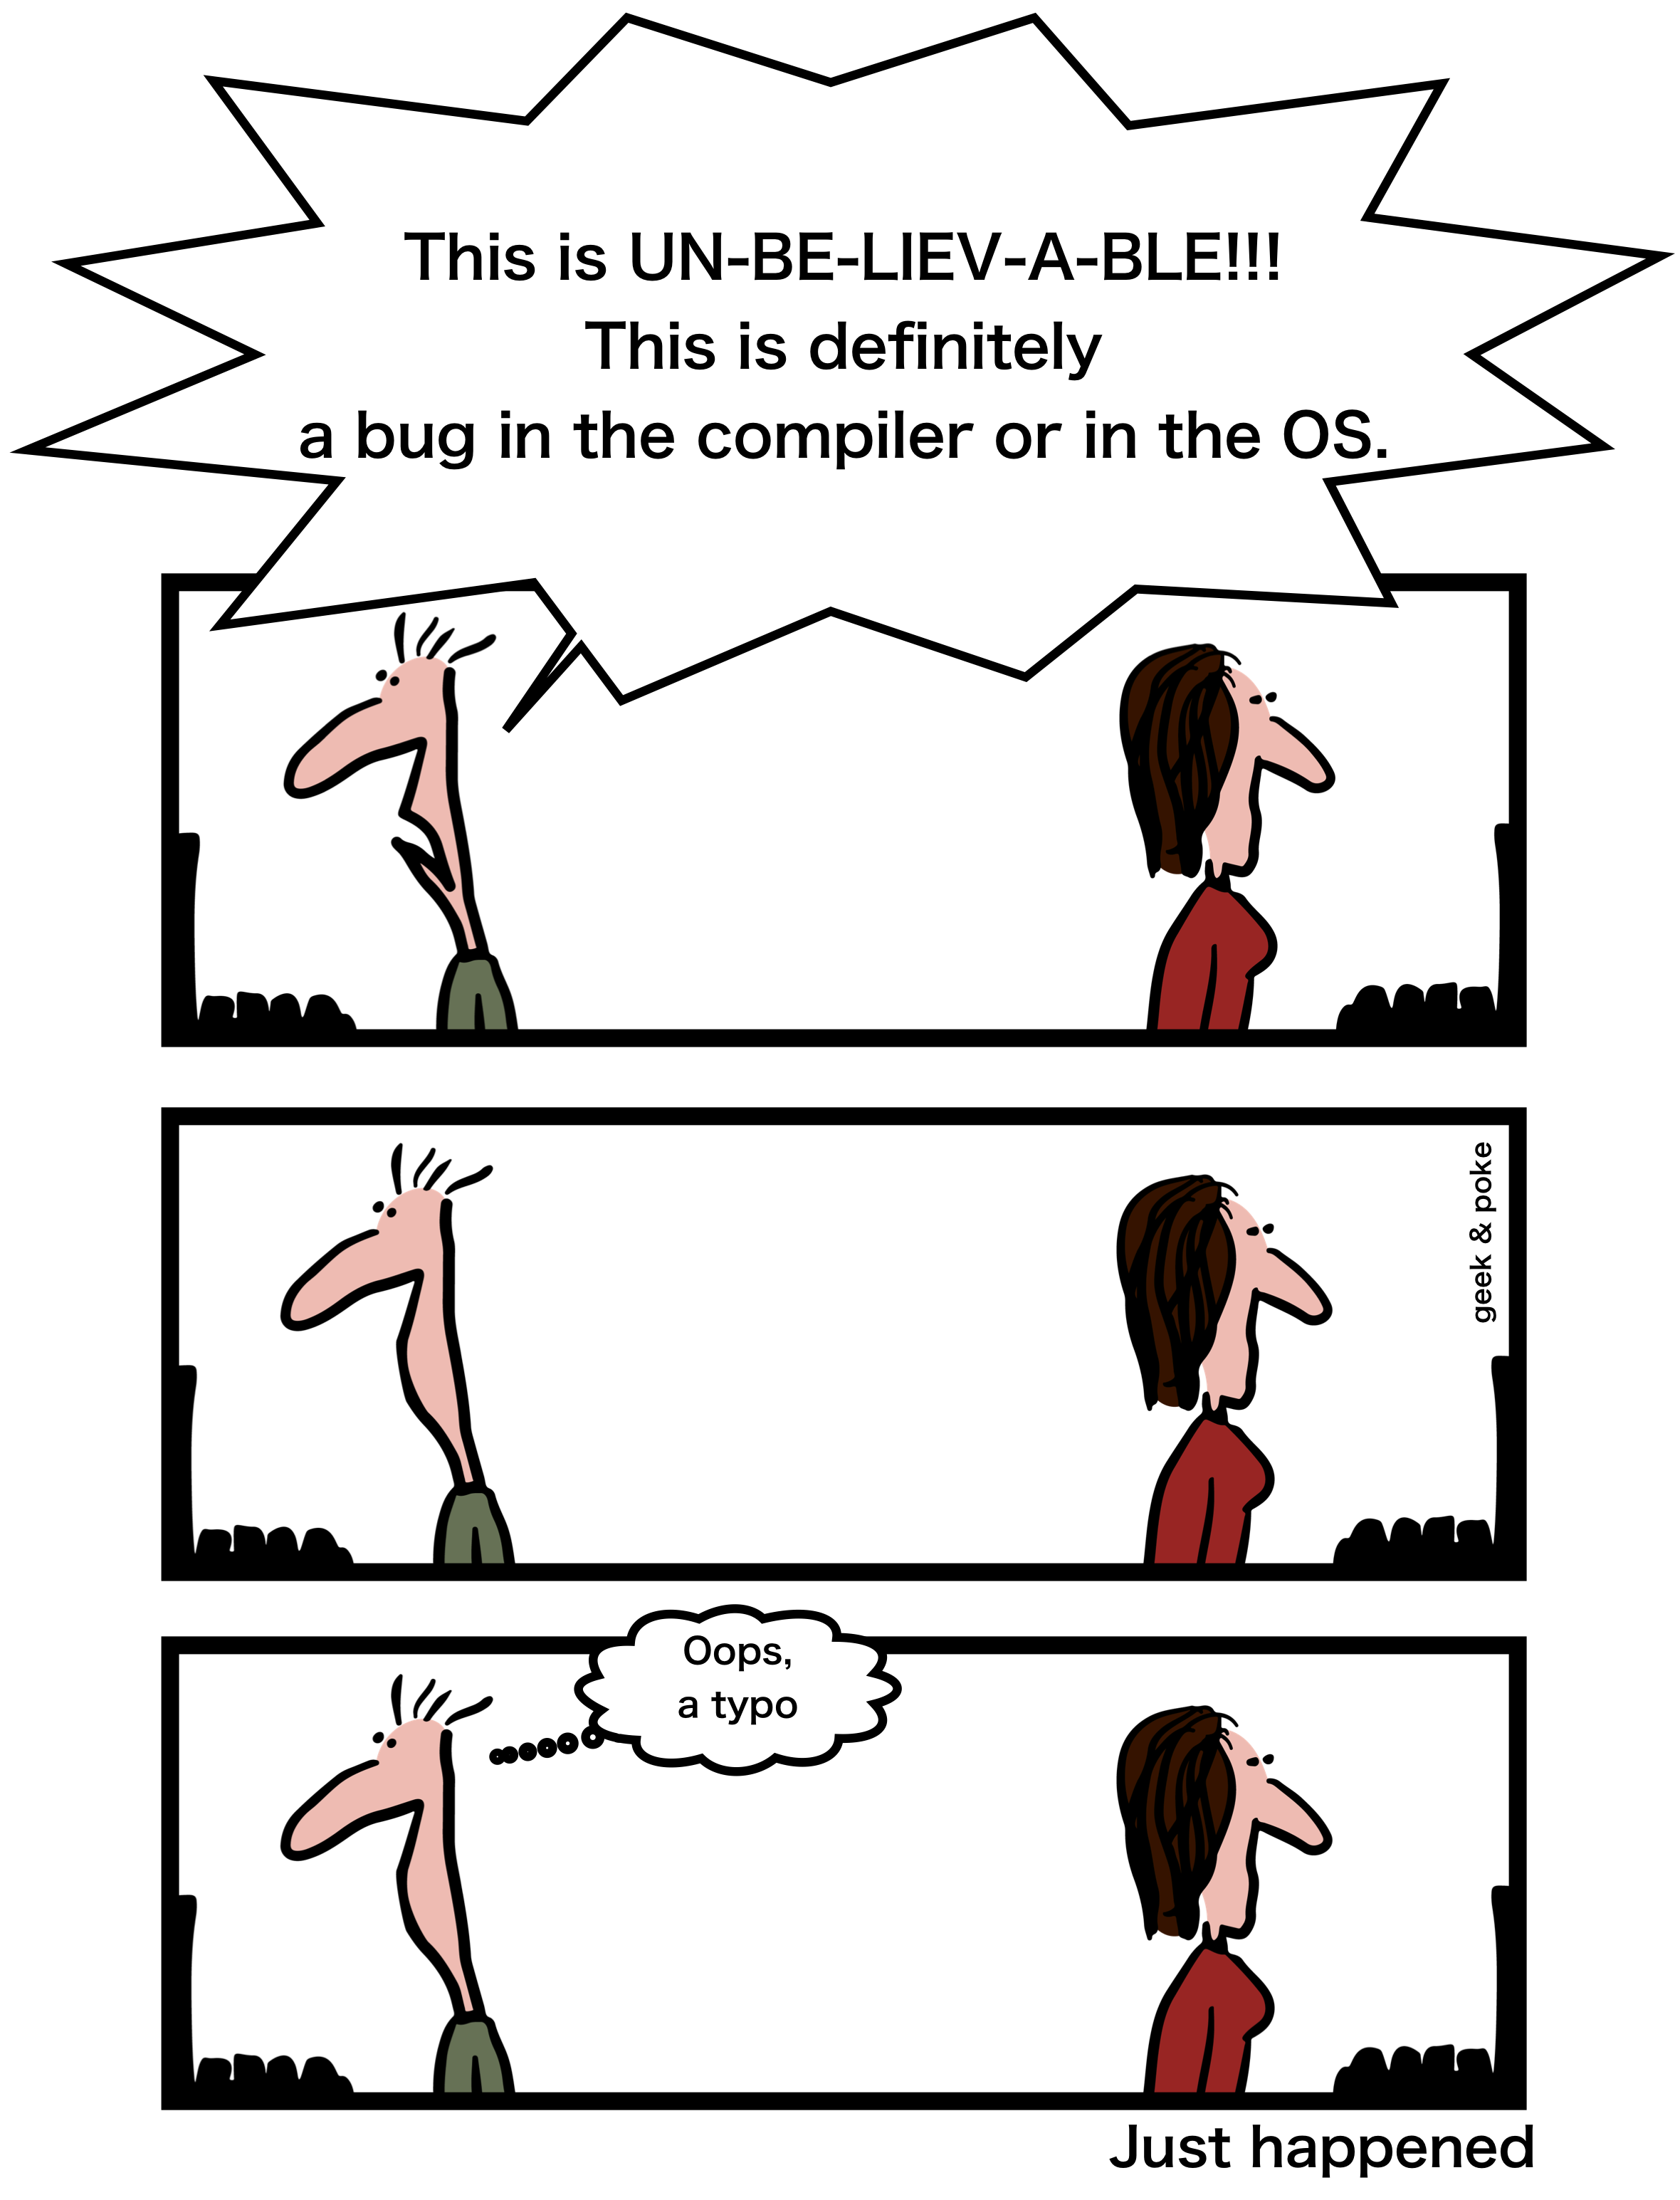 This is UN-BE-LIEV-A-BLE!!!
This is definitely
a bug in the compiler or in the OS.
geek & poke
Oops,
a typo
Just happened